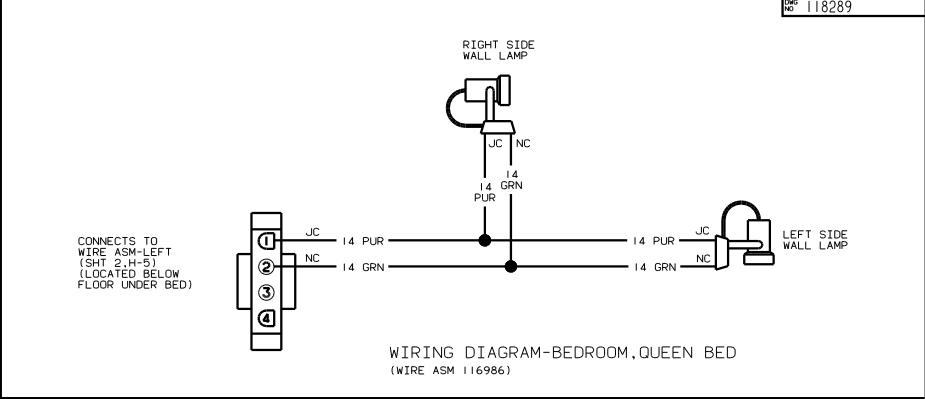 DWG
NO 118289
RIGHT SIDE
WALL LAMP
JC NC
14
PUR
14
GRN
CONNECTS TO
WIRE ASM-LEFT
(SHT 2,H-5)
(LOCATED BELOW
FLOOR UNDER BED)
1
2
3
4
JC
14 PUR
14 PUR
JC
NC
14 GRN
14 GRN
NC
LEFT SIDE
WALL LAMP
WIRING DIAGRAM-BEDROOM,QUEEN BED
(WIRE ASM 116986)